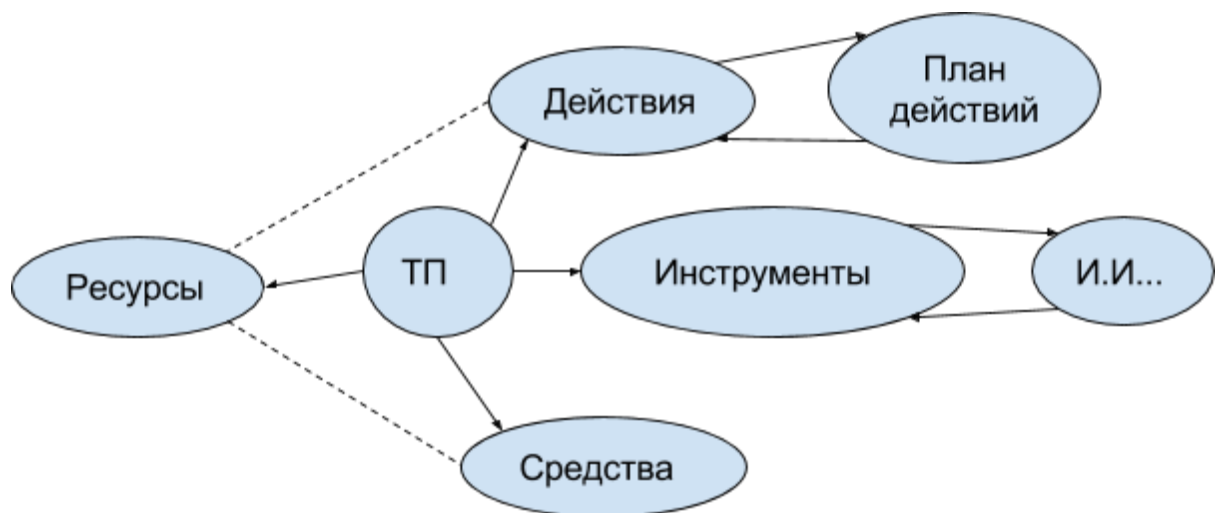 Действия
План
действий
Ресурсы
ТП
Инструменты
И.И...
Средства